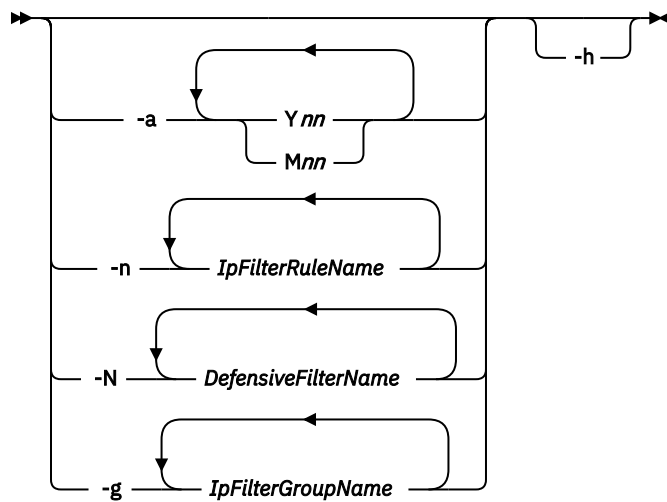 -h
-a Ynn
Mnn
-n IpFilterRuleName
-N DefensiveFilterName
-g IpFilterGroupName